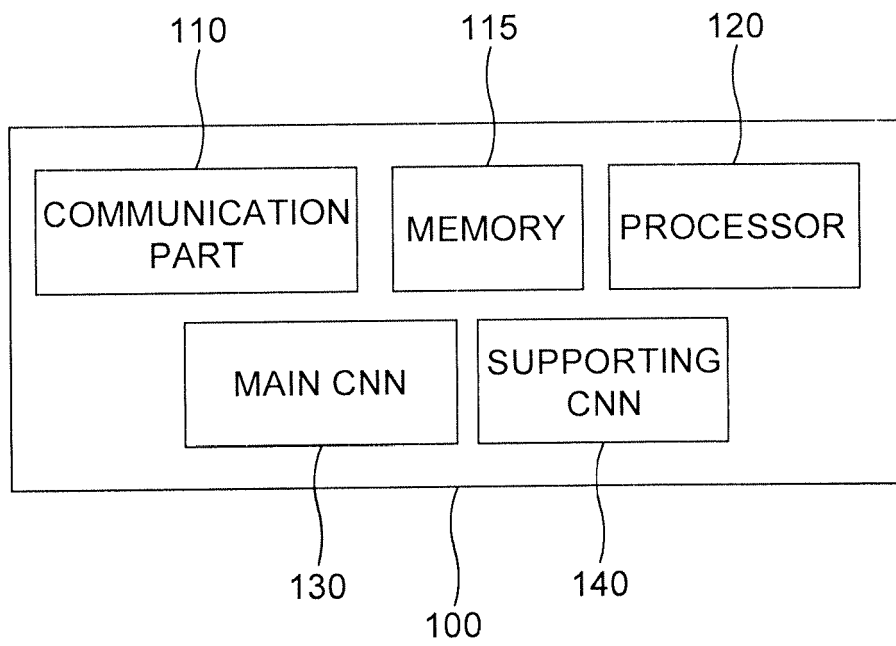 110
115
120
COMMUNICATION
PART
MEMORY
PROCESSOR
MAIN CNN
SUPPORTING
CNN
130
140
100